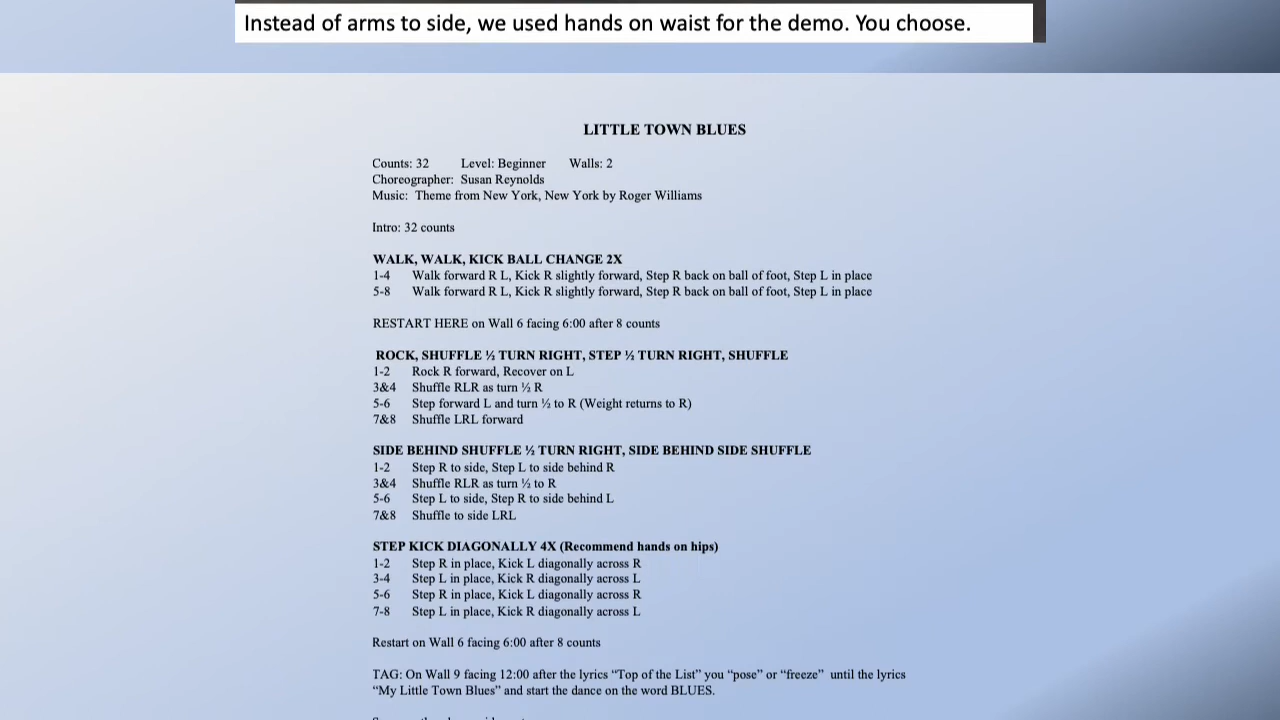 Instead of arms to side, we used hands on waist for the demo. You choose.
LITTLE TOWN BLUES
Counts: 32 Level: Beginner Walls: 2
Choreographer: Susan Reynolds
Music: Theme from New York, New York by Roger Williams
Intro: 32 counts
WALK, WALK, KICK BALL CHANGE 2X
1-4 Walk forward R L, Kick R slightly forward, Step R back on ball of foot, Step L in place
5-8 Walk forward R L, Kick R slightly forward, Step R back on ball of foot, Step L in place
RESTART HERE on Wall 6 facing 6:00 after 8 counts
ROCK, SHUFFLE ½ TURN RIGHT, STEP ½ TURN RIGHT, SHUFFLE
1-2 Rock R forward, Recover on L
3&4 Shuffle RLR as turn ½ R
5-6 Step forward L and turn ½ to R (Weight returns to R)
7&8 Shuffle LRL forward
SIDE BEHIND SHUFFLE ½ TURN RIGHT, SIDE BEHIND SIDE SHUFFLE
1-2 Step R to side, Step L to side behind R
3&4 Shuffle RLR as turn ½ to R
5-6 Step L to side, Step R to side behind L
7&8 Shuffle to side LRL
STEP KICK DIAGONALLY 4X (Recommend hands on hips)
1-2 Step R in place, Kick L diagonally across R
3-4 Step L in place, Kick R diagonally across L
5-6 Step R in place, Kick L diagonally across R
7-8 Step L in place, Kick R diagonally across L
Restart on Wall 6 facing 6:00 after 8 counts
TAG: On Wall 9 facing 12:00 after the lyrics “Top of the List” you “pose” or “freeze” until the lyrics
“My Little Town Blues” and start the dance on the word BLUES.